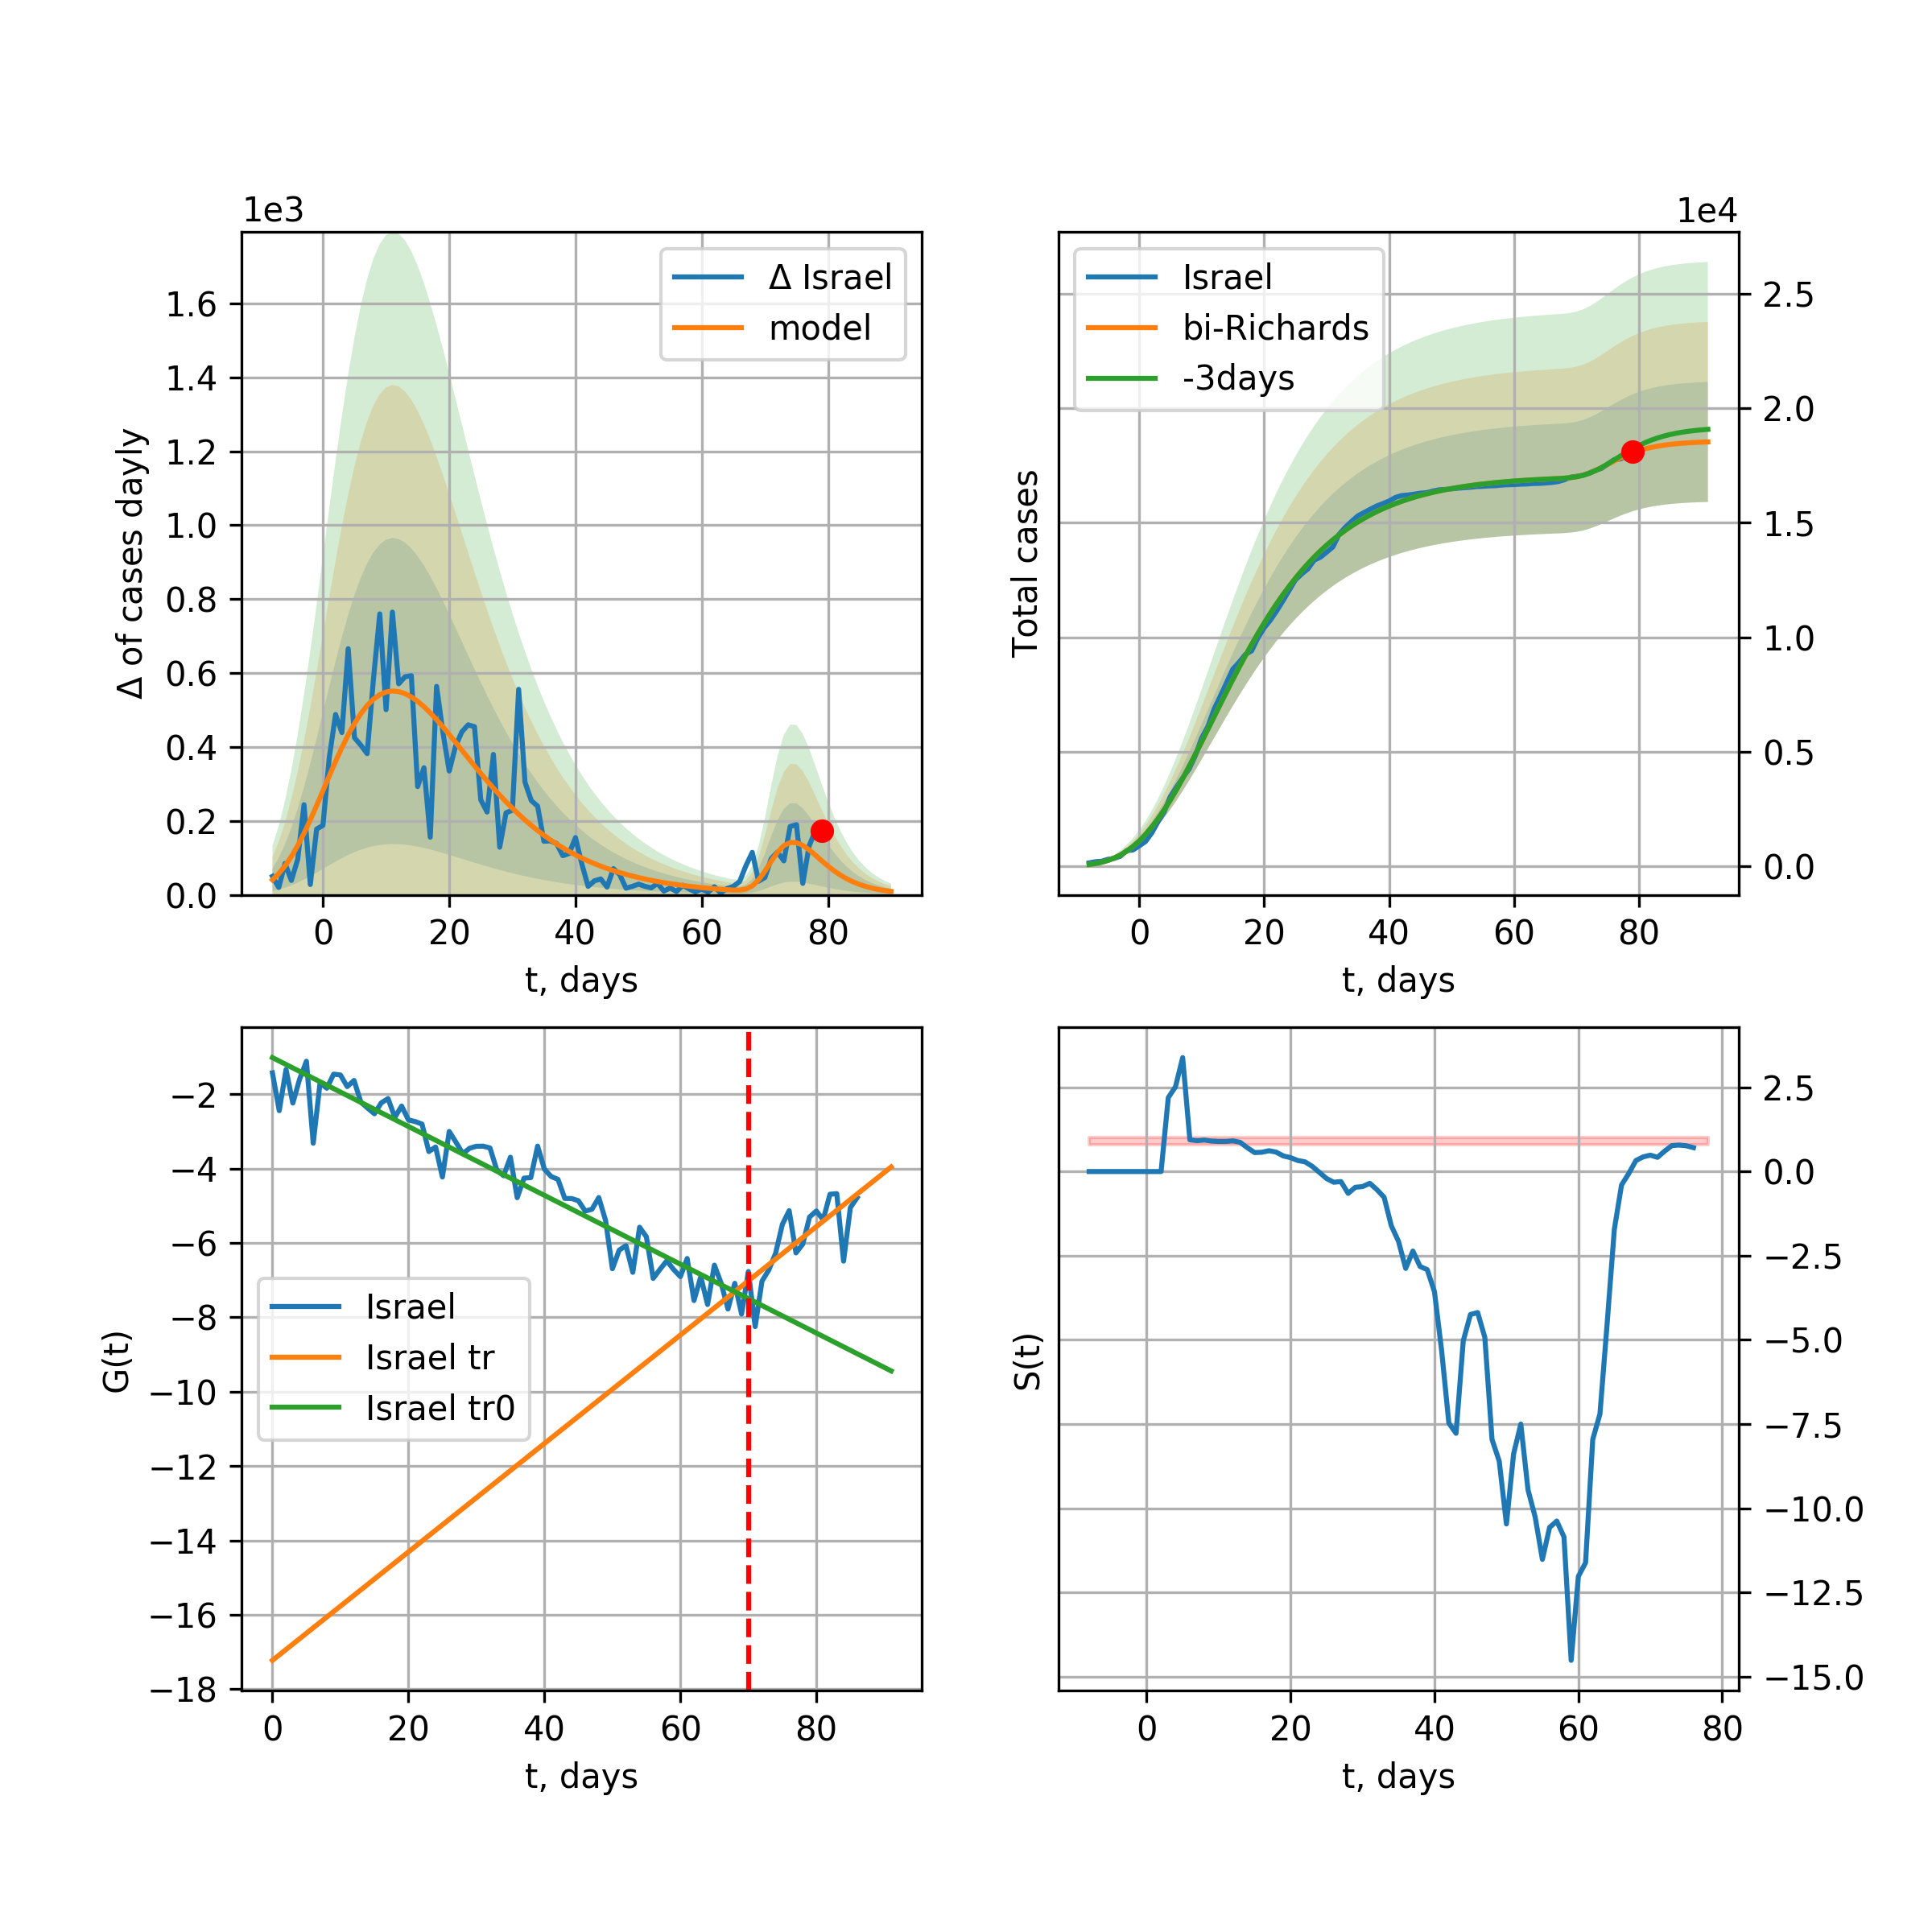 1e3
Δ of cases dayly
1.6
1.4
1.2
1.0
0.8
0.6
0.4
0.2
0.0
0 20 40 60 80
t, days
Δ Israel
model
1e4
Total cases
2.5
2.0
1.5
1.0
0.5
0.0
0 20 40 60 80
t, days
Israel
bi-Richards
-3days
G(t)
−2
−4
−6
−8
−10
−12
−14
−16
−18
0 20 40 60 80
t, days
Israel
Israel tr
Israel tr0
S(t)
2.5
0.0
−2.5
−5.0
−7.5
−10.0
−12.5
−15.0
0 20 40 60 80
t, days